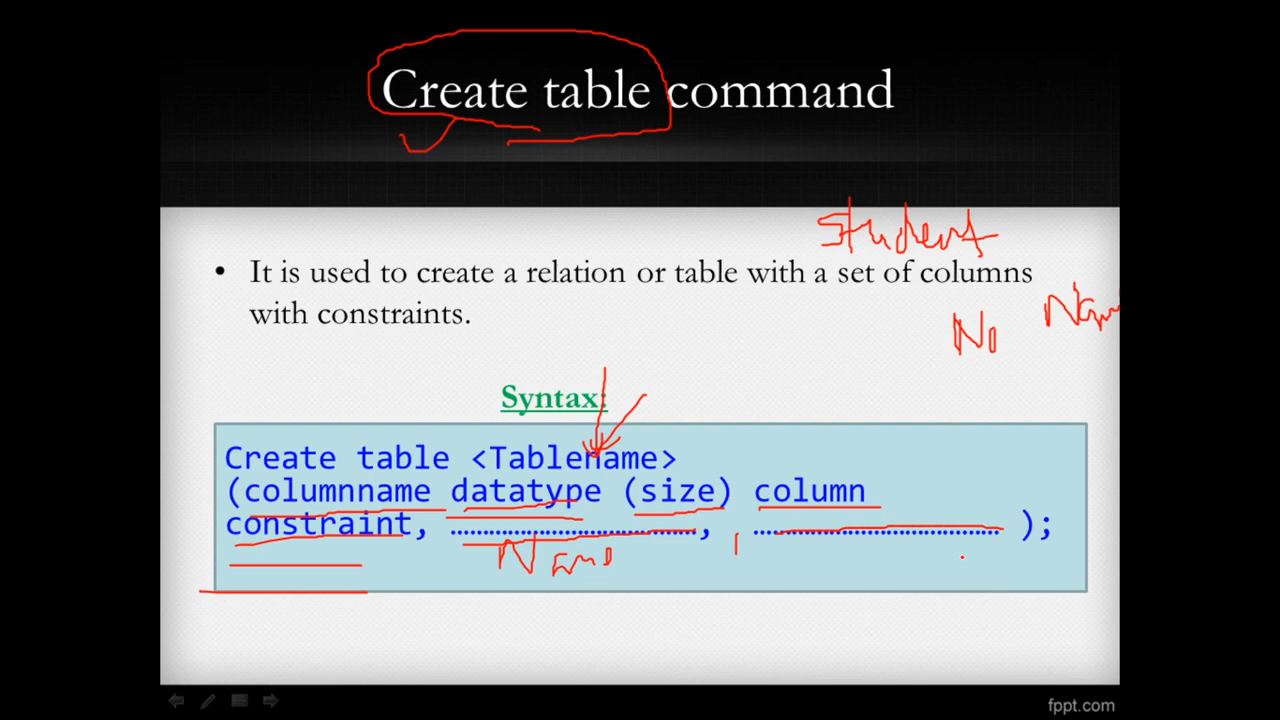 Create table command
Student
• It is used to create a relation or table with a set of columns
with constraints.
No
Syntax:
Create table <Tablename>
(columnname datatype (size) column
constraint, ................................, ................................ );
fppt.com